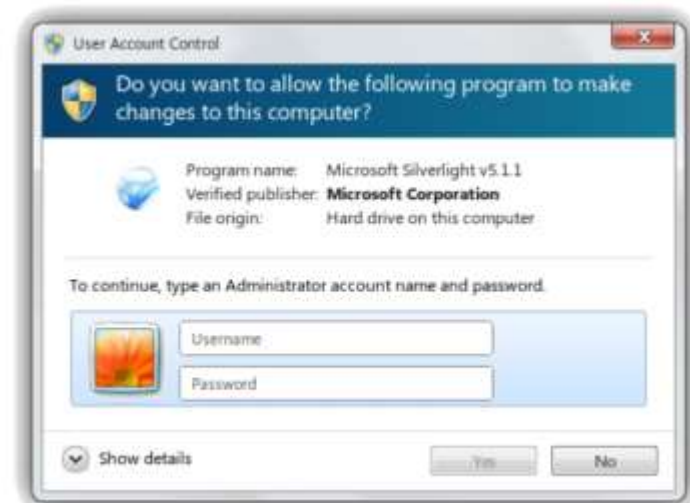 User Account Control
Do you want to allow the following program to make
changes to this computer?
Program name: Microsoft Silverlight v5.1.1
Verified publisher: Microsoft Corporation
File origin: Hard drive on this computer
To continue, type an Administrator account name and password.
Username
Password
Show details
Yes
No